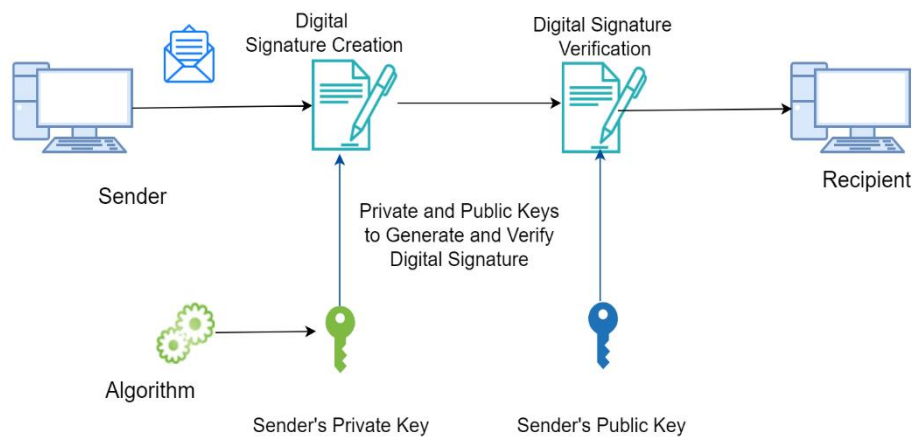 Digital
Signature Creation
Digital Signature
Verification
Sender
Recipient
Private and Public Keys
to Generate and Verify
Digital Signature
Algorithm
Sender's Private Key
Sender's Public Key